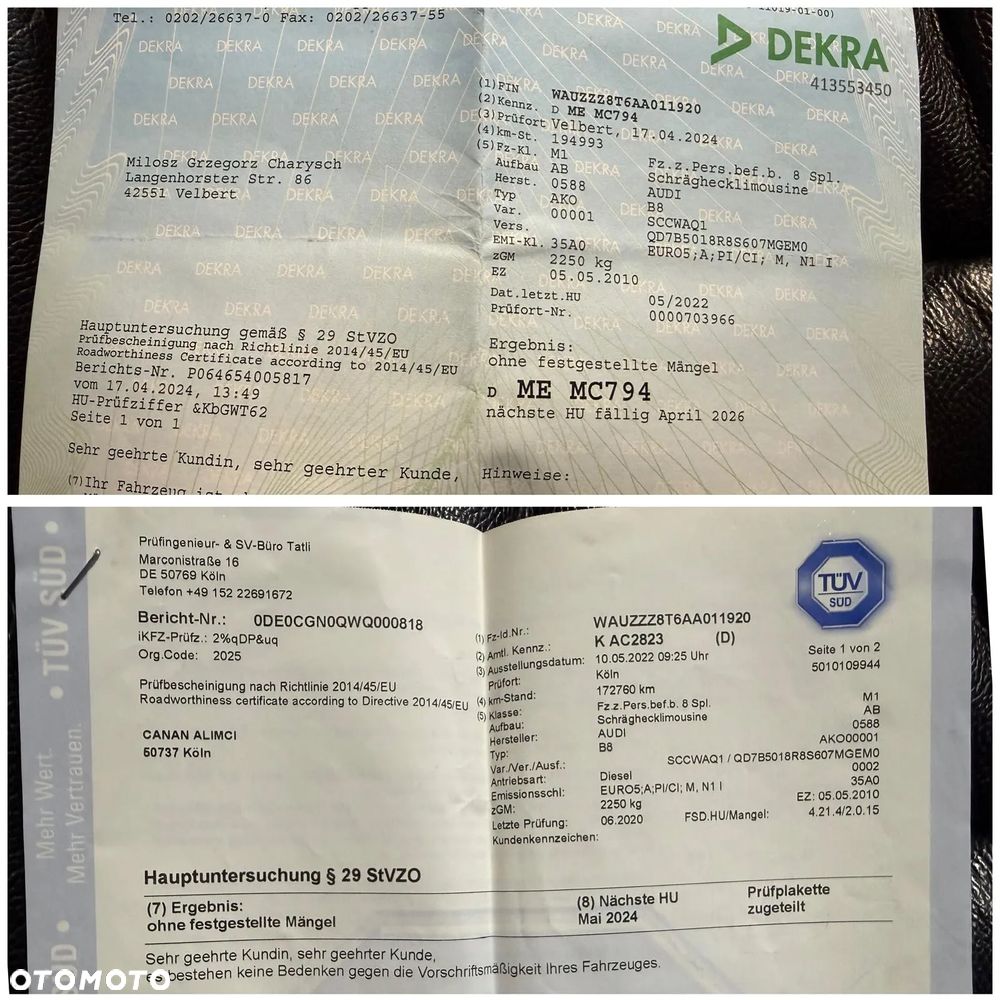 11019-01-00)
Tel.: 0202/26637-0 Fax: 0202/26637-55
DEKRA
413553450
(1)FIN WAUZZZ8T6AA011920
(2)Kennz. D ME MC794
(3)Prüfort Velbert, 17.04.2024
(4)km-St. 194993
(5)Fz-Kl. M1 Fz.z.Pers.bef.b. 8 Spl.
Aufbau AB Schräghecklimousine
Herst. 0588 AUDI
Typ AKO B8
Var. 00001 SCCWAQ1
Vers. QD7B5018R8S607MGEM0
EMI-Kl. 35A0 EURO5;A;PI/CI; M, N1 I
zGM 2250 kg
EZ 05.05.2010
Dat.letzt.HU 05/2022
Prüfort-Nr. 0000703966
Milosz Grzegorz Charysch
Langenhorster Str. 86
42551 Velbert
Hauptuntersuchung gemäß § 29 StVZO
Prüfbescheinigung nach Richtlinie 2014/45/EU
Roadworthiness Certificate according to 2014/45/EU
Berichts-Nr. P064654005817
vom 17.04.2024, 13:49
HU-Prüfziffer &KbGWT62
Seite 1 von 1
Ergebnis:
ohne festgestellte Mängel
D ME MC794
nächste HU fällig April 2026
Sehr geehrte Kundin, sehr geehrter Kunde,
Hinweise:
(7)Ihr Fahrzeug ist
TÜV SÜD
Mehr Wert.
Mehr Vertrauen.
Prüfingenieur- & SV-Büro Tatli
Marconistraße 16
DE 50769 Köln
Telefon +49 152 22691672
Bericht-Nr.: 0DE0CGN0QWQ000818
iKFZ-Prüfz.: 2%qDP&uq
Org.Code: 2025
Prüfbescheinigung nach Richtlinie 2014/45/EU
Roadworthiness certificate according to Directive 2014/45/EU
CANAN ALIMCI
50737 Köln
TÜV
SÜD
Seite 1 von 2
5010109944
(1) Fz-Id.Nr.: WAUZZZ8T6AA011920
(2) Amtl. Kennz.: K AC2823 (D)
(3) Ausstellungsdatum: 10.05.2022 09:25 Uhr
Prüfort: Köln
(4) km-Stand: 172760 km
(5) Klasse: Fz.z.Pers.bef.b. 8 Spl. M1
Aufbau: Schräghecklimousine AB
Hersteller: AUDI 0588
Typ: B8 AKO00001
Var./Ver./Ausf.: SCCWAQ1 / QD7B5018R8S607MGEM0
Antriebsart: Diesel 0002
Emissionsschl: EURO5;A;PI/CI; M, N1 I 35A0
zGM: 2250 kg EZ: 05.05.2010
Letzte Prüfung: 06.2020 FSD.HU/Mangel: 4.21.4/2.0.15
Kundenkennzeichen:
Hauptuntersuchung § 29 StVZO
(7) Ergebnis:
ohne festgestellte Mängel
(8) Nächste HU
Mai 2024
Prüfplakette
zugeteilt
Sehr geehrte Kundin, sehr geehrter Kunde,
es bestehen keine Bedenken gegen die Vorschriftsmäßigkeit Ihres Fahrzeuges.
OTOMOTO